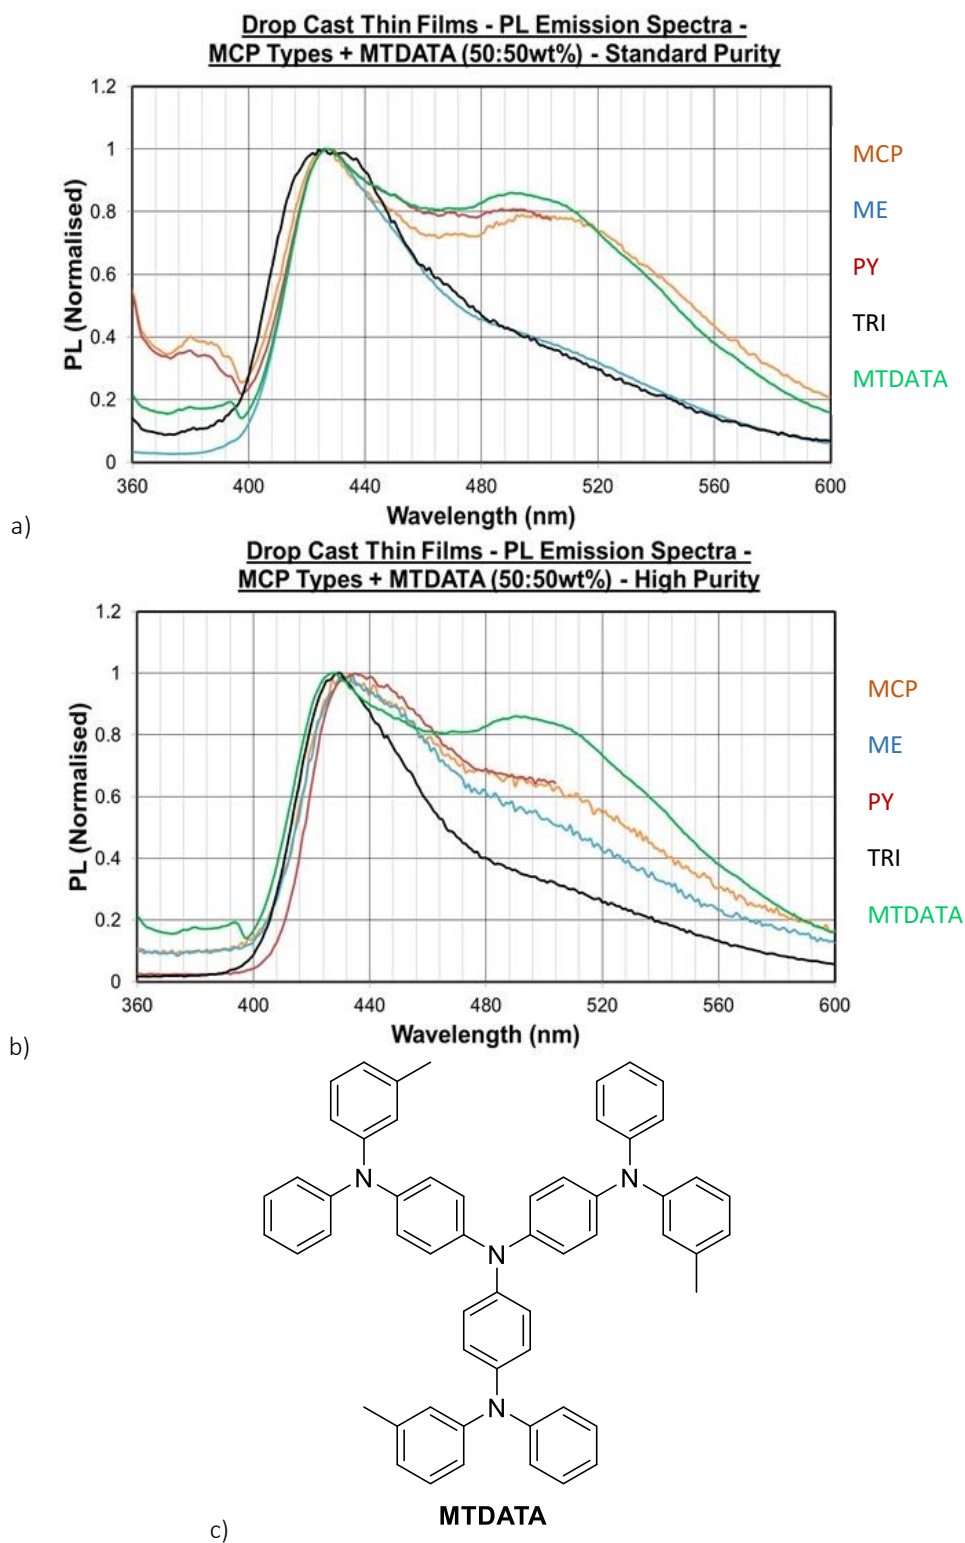 Drop Cast Thin Films - PL Emission Spectra -
MCP Types + MTDATA (50:50wt%) - Standard Purity
1.2
1
0.8
0.6
0.4
0.2
0
PL (Normalised)
360 400 440 480 520 560 600
Wavelength (nm)
MCP
ME
PY
TRI
MTDATA
a)
Drop Cast Thin Films - PL Emission Spectra -
MCP Types + MTDATA (50:50wt%) - High Purity
1.2
1
0.8
0.6
0.4
0.2
0
PL (Normalised)
360 400 440 480 520 560 600
Wavelength (nm)
MCP
ME
PY
TRI
MTDATA
b)
N
N
N
N
MTDATA
c)